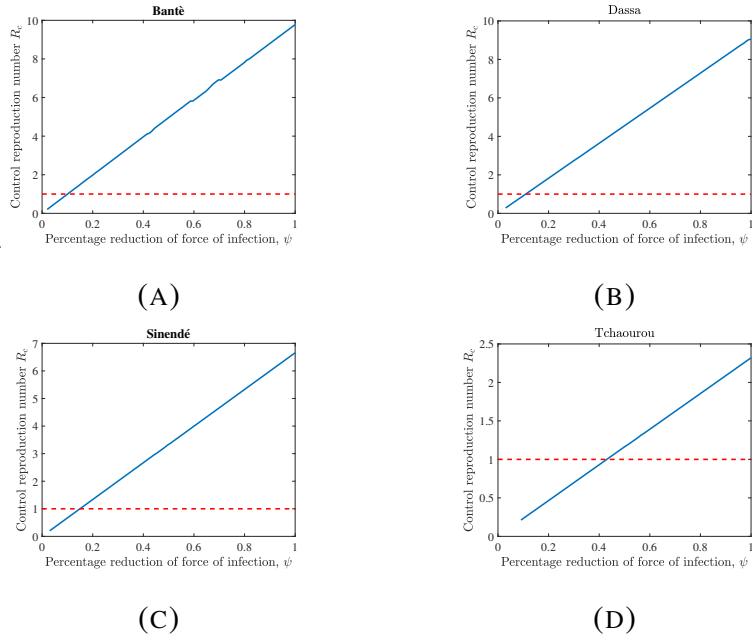 Bantè
Control reproduction number R_c
10
8
6
4
2
0
0 0.2 0.4 0.6 0.8 1
Percentage reduction of force of infection, ψ
(A)
Dassa
Control reproduction number R_c
10
8
6
4
2
0
0 0.2 0.4 0.6 0.8 1
Percentage reduction of force of infection, ψ
(B)
Sinendé
Control reproduction number R_c
7
6
5
4
3
2
1
0
0 0.2 0.4 0.6 0.8 1
Percentage reduction of force of infection, ψ
(C)
Tchaourou
Control reproduction number R_c
2.5
2
1.5
1
0.5
0
0 0.2 0.4 0.6 0.8 1
Percentage reduction of force of infection, ψ
(D)